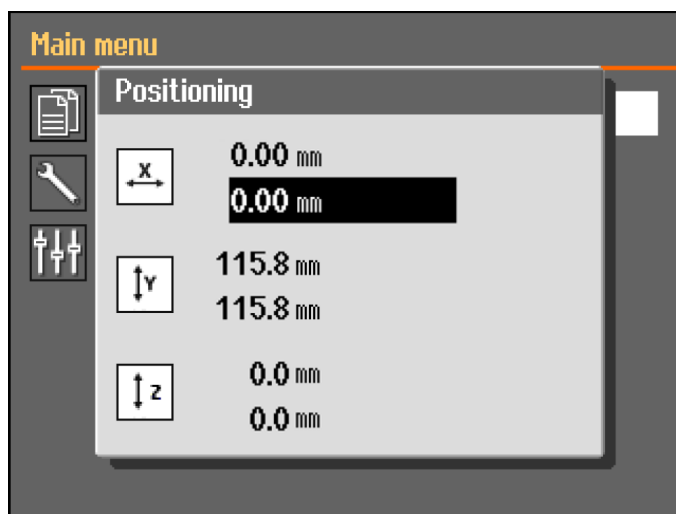 Main menu
Positioning
X
0.00 mm
0.00 mm
Y
115.8 mm
115.8 mm
Z
0.0 mm
0.0 mm